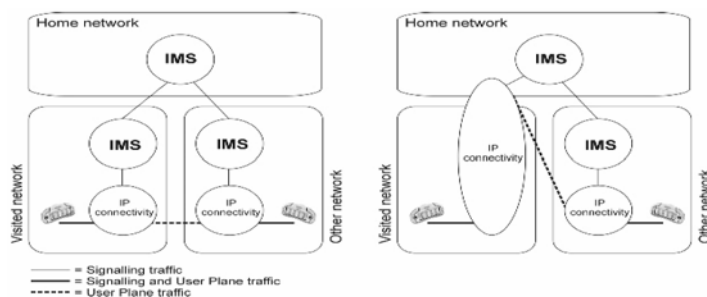 Home network
IMS
IMS
IMS
Visited network
IP
connectivity
IP
connectivity
Other network
Home network
IMS
IP
connectivity
IMS
Visited network
IP
connectivity
Other network
= Signalling traffic
= Signalling and User Plane traffic
= User Plane traffic